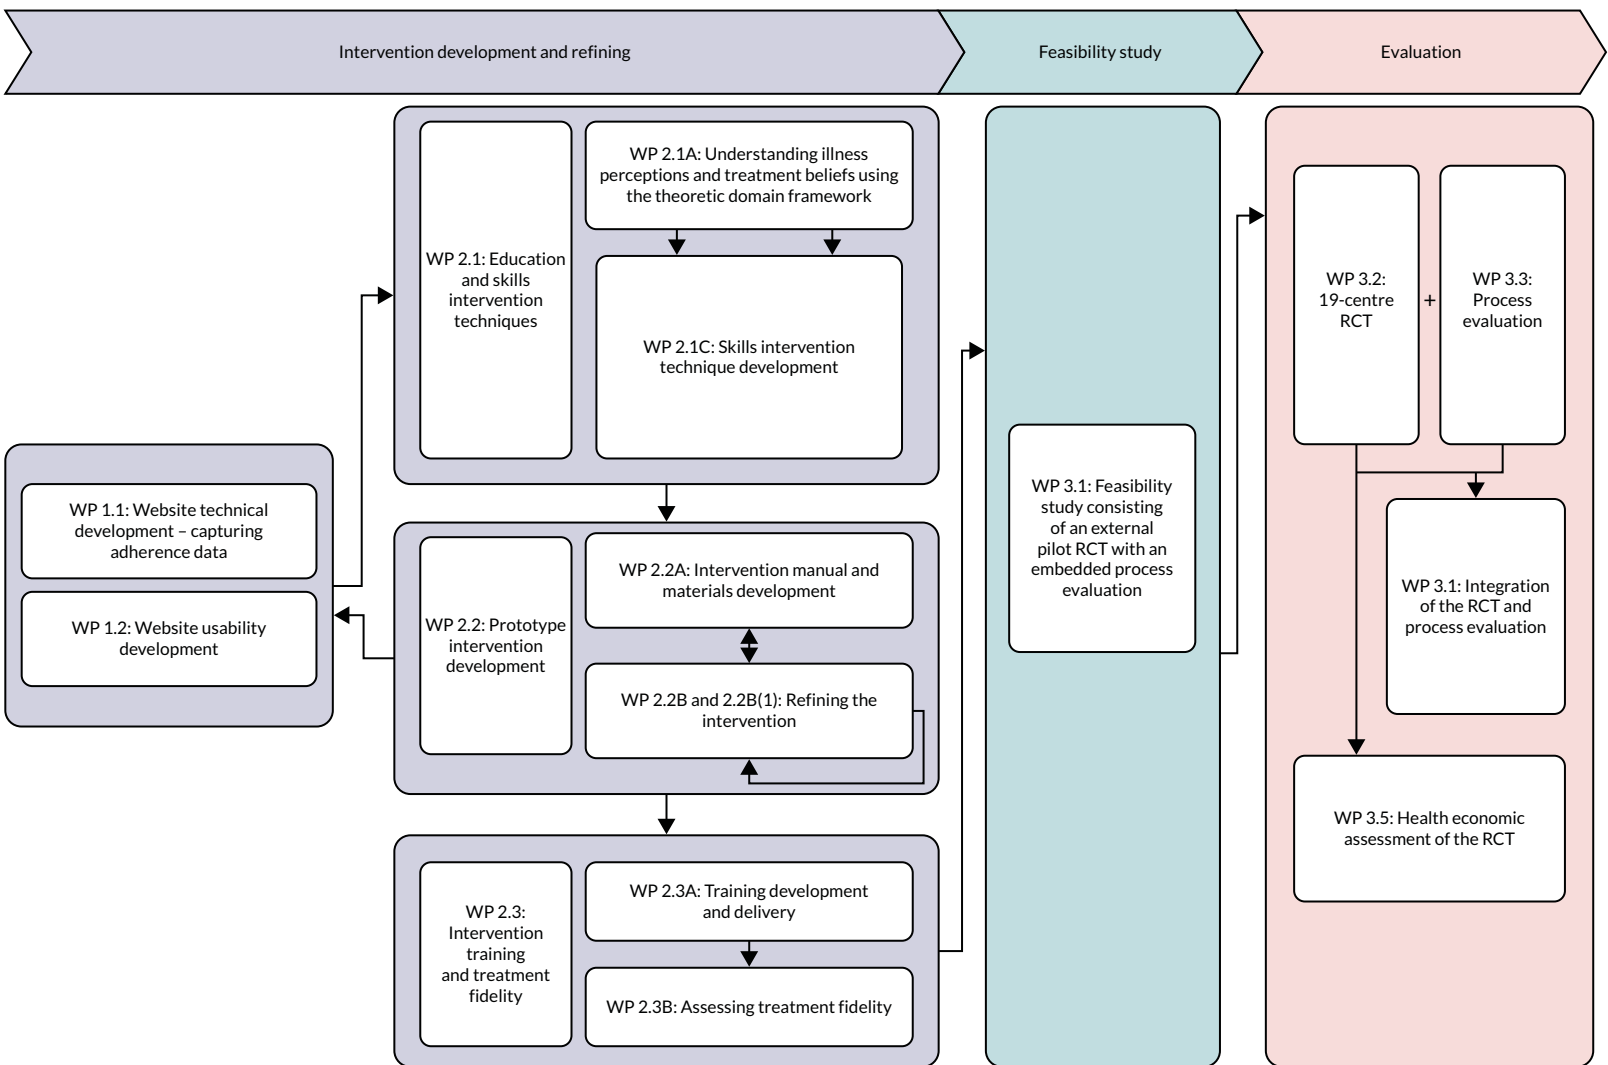 Intervention development and refining
Feasibility study
Evaluation
WP 1.1: Website technical
development – capturing
adherence data
WP 1.2: Website usability
development
WP 2.1: Education
and skills
intervention
techniques
WP 2.1A: Understanding illness
perceptions and treatment beliefs using
the theoretic domain framework
WP 2.1C: Skills intervention
technique development
WP 2.2: Prototype
intervention
development
WP 2.2A: Intervention manual and
materials development
WP 2.2B and 2.2B(1): Refining the
intervention
WP 2.3:
Intervention
training
and treatment
fidelity
WP 2.3A: Training development
and delivery
WP 2.3B: Assessing treatment fidelity
WP 3.1: Feasibility
study consisting
of an external
pilot RCT with an
embedded process
evaluation
WP 3.2:
19-centre
RCT
+
WP 3.3:
Process
evaluation
WP 3.1: Integration
of the RCT and
process evaluation
WP 3.5: Health economic
assessment of the RCT